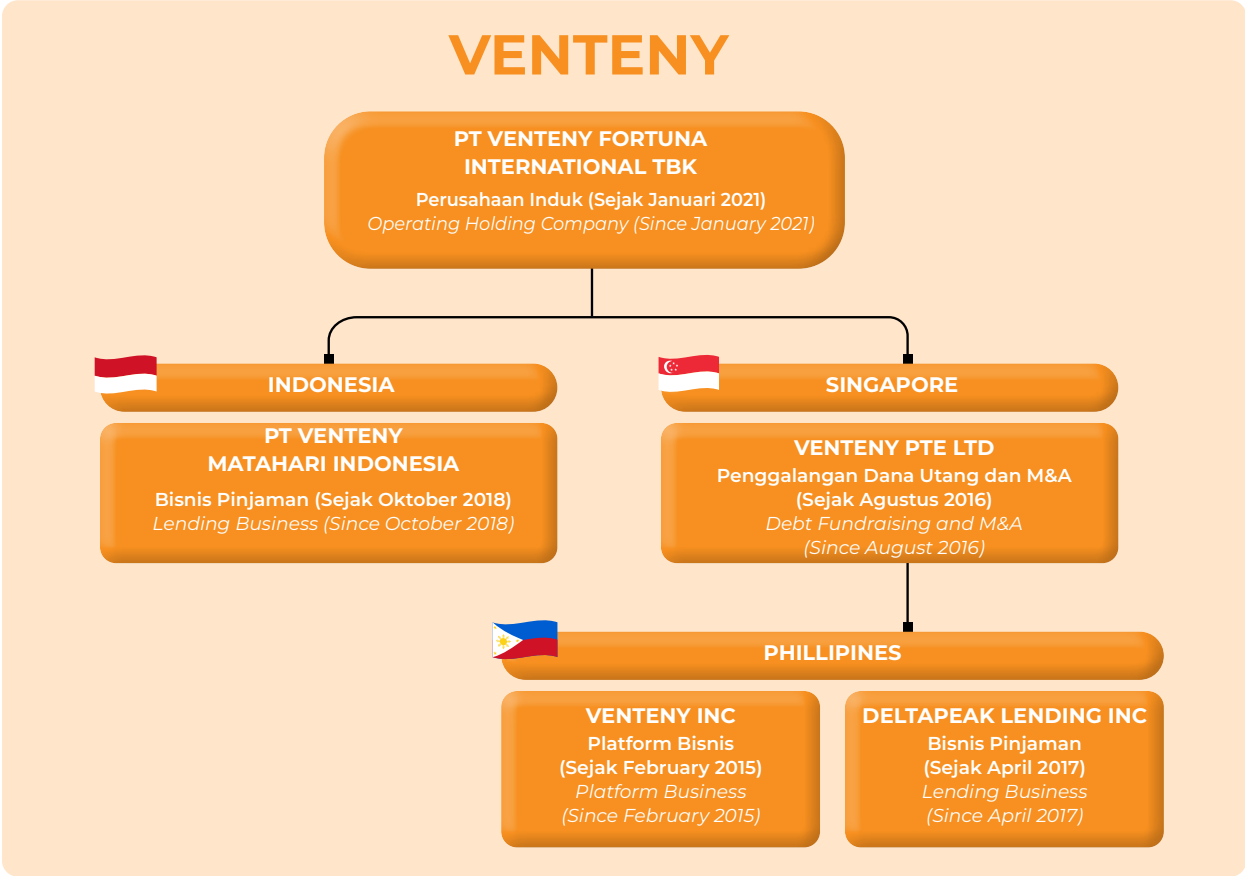 VENTENY
PT VENTENY FORTUNA
INTERNATIONAL TBK
Perusahaan Induk (Sejak Januari 2021)
Operating Holding Company (Since January 2021)
INDONESIA
PT VENTENY
MATAHARI INDONESIA
Bisnis Pinjaman (Sejak Oktober 2018)
Lending Business (Since October 2018)
SINGAPORE
VENTENY PTE LTD
Penggalangan Dana Utang dan M&A
(Sejak Agustus 2016)
Debt Fundraising and M&A
(Since August 2016)
PHILLIPINES
VENTENY INC
Platform Bisnis
(Sejak February 2015)
Platform Business
(Since February 2015)
DELTAPEAK LENDING INC
Bisnis Pinjaman
(Sejak April 2017)
Lending Business
(Since April 2017)